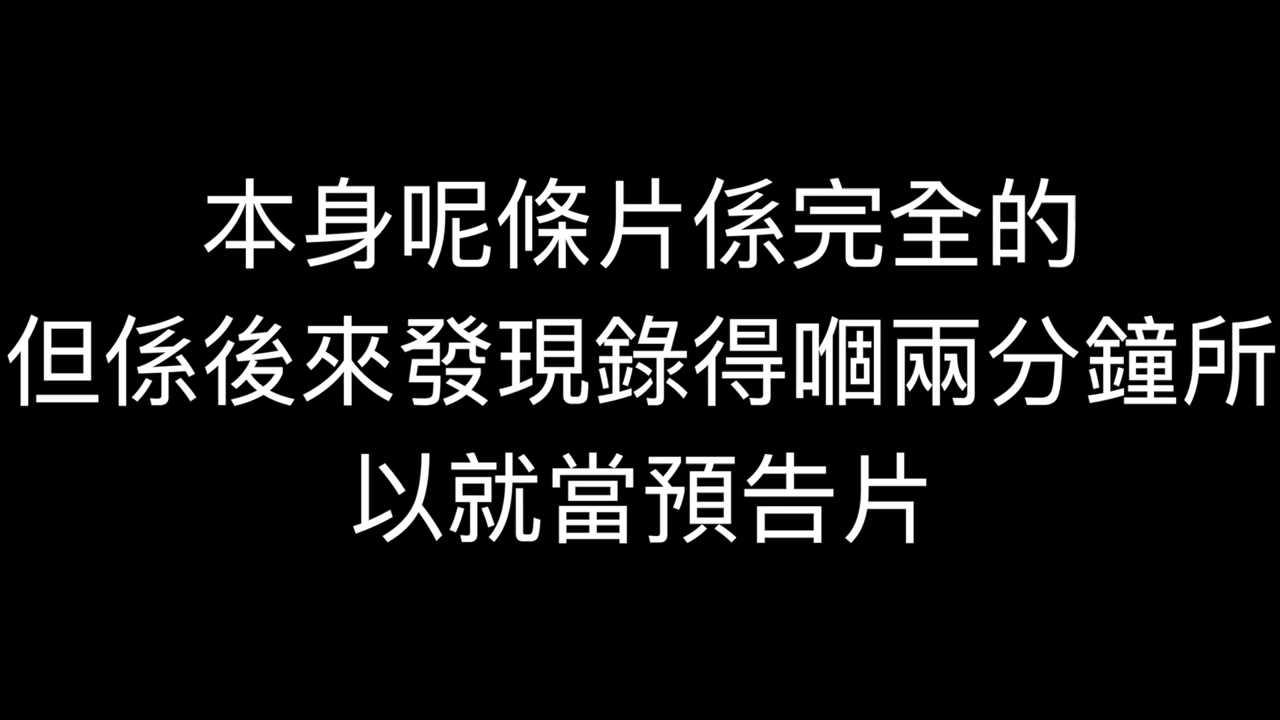 本身呢條片係完全的
但係後來發現錄得嗰兩分鐘所
以就當預告片